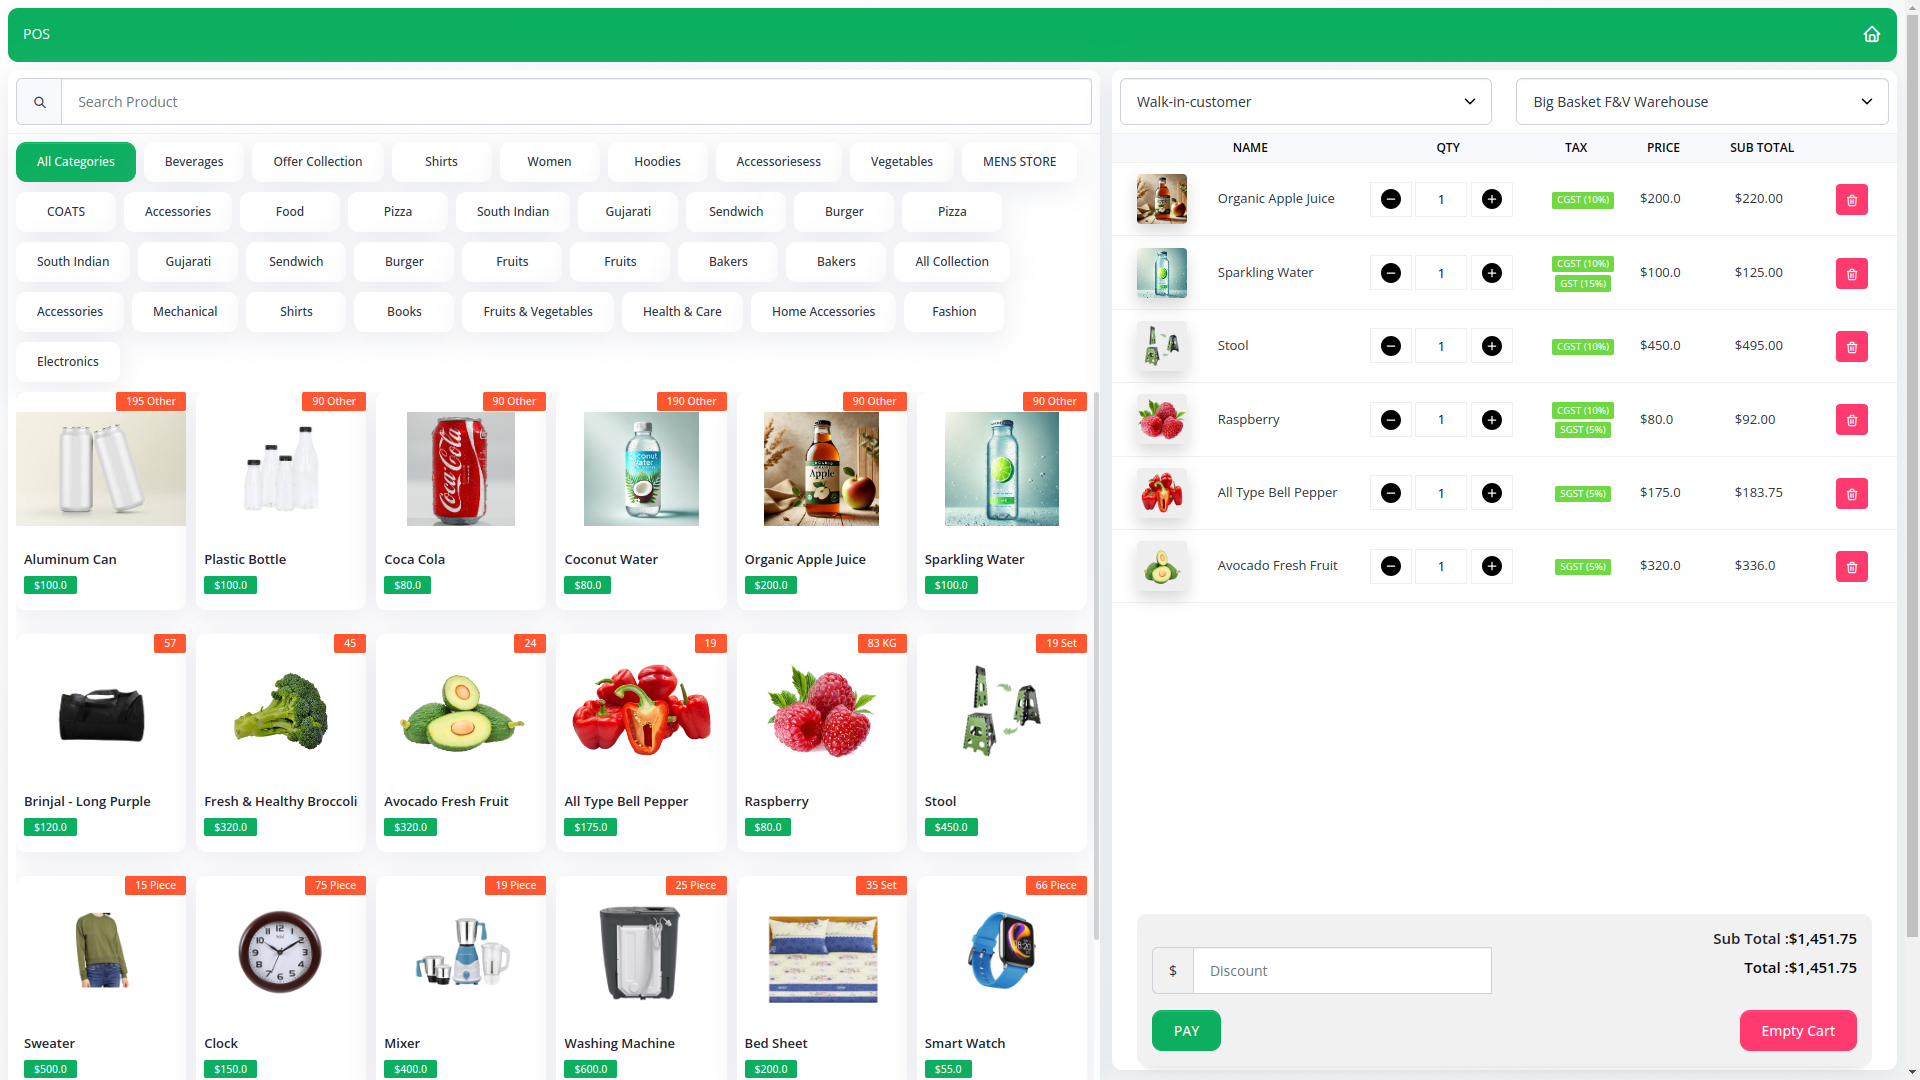 POS
Search Product
Walk-in-customer
Big Basket F&V Warehouse
All Categories Beverages Offer Collection Shirts Women Hoodies Accessoriesess Vegetables MENS STORE
COATS Accessories Food Pizza South Indian Gujarati Sendwich Burger Pizza
South Indian Gujarati Sendwich Burger Fruits Fruits Bakers Bakers All Collection
Accessories Mechanical Shirts Books Fruits & Vegetables Health & Care Home Accessories Fashion
Electronics
195 Other 90 Other 90 Other 190 Other 90 Other 90 Other
Coca-Cola
Coconut Water
Apple
Aluminum Can Plastic Bottle Coca Cola Coconut Water Organic Apple Juice Sparkling Water
$100.0 $100.0 $80.0 $80.0 $200.0 $100.0
57 45 24 19 83 KG 19 Set
Brinjal - Long Purple Fresh & Healthy Broccoli Avocado Fresh Fruit All Type Bell Pepper Raspberry Stool
$120.0 $320.0 $320.0 $175.0 $80.0 $450.0
15 Piece 75 Piece 19 Piece 25 Piece 35 Set 66 Piece
Sweater Clock Mixer Washing Machine Bed Sheet Smart Watch
$500.0 $150.0 $400.0 $600.0 $200.0 $55.0
NAME QTY TAX PRICE SUB TOTAL
Organic Apple Juice 1 CGST (10%) $200.0 $220.00
Sparkling Water 1 CGST (10%) GST (15%) $100.0 $125.00
Stool 1 CGST (10%) $450.0 $495.00
Raspberry 1 CGST (10%) SGST (5%) $80.0 $92.00
All Type Bell Pepper 1 SGST (5%) $175.0 $183.75
Avocado Fresh Fruit 1 SGST (5%) $320.0 $336.0
Sub Total :$1,451.75
$ Discount
Total :$1,451.75
PAY
Empty Cart